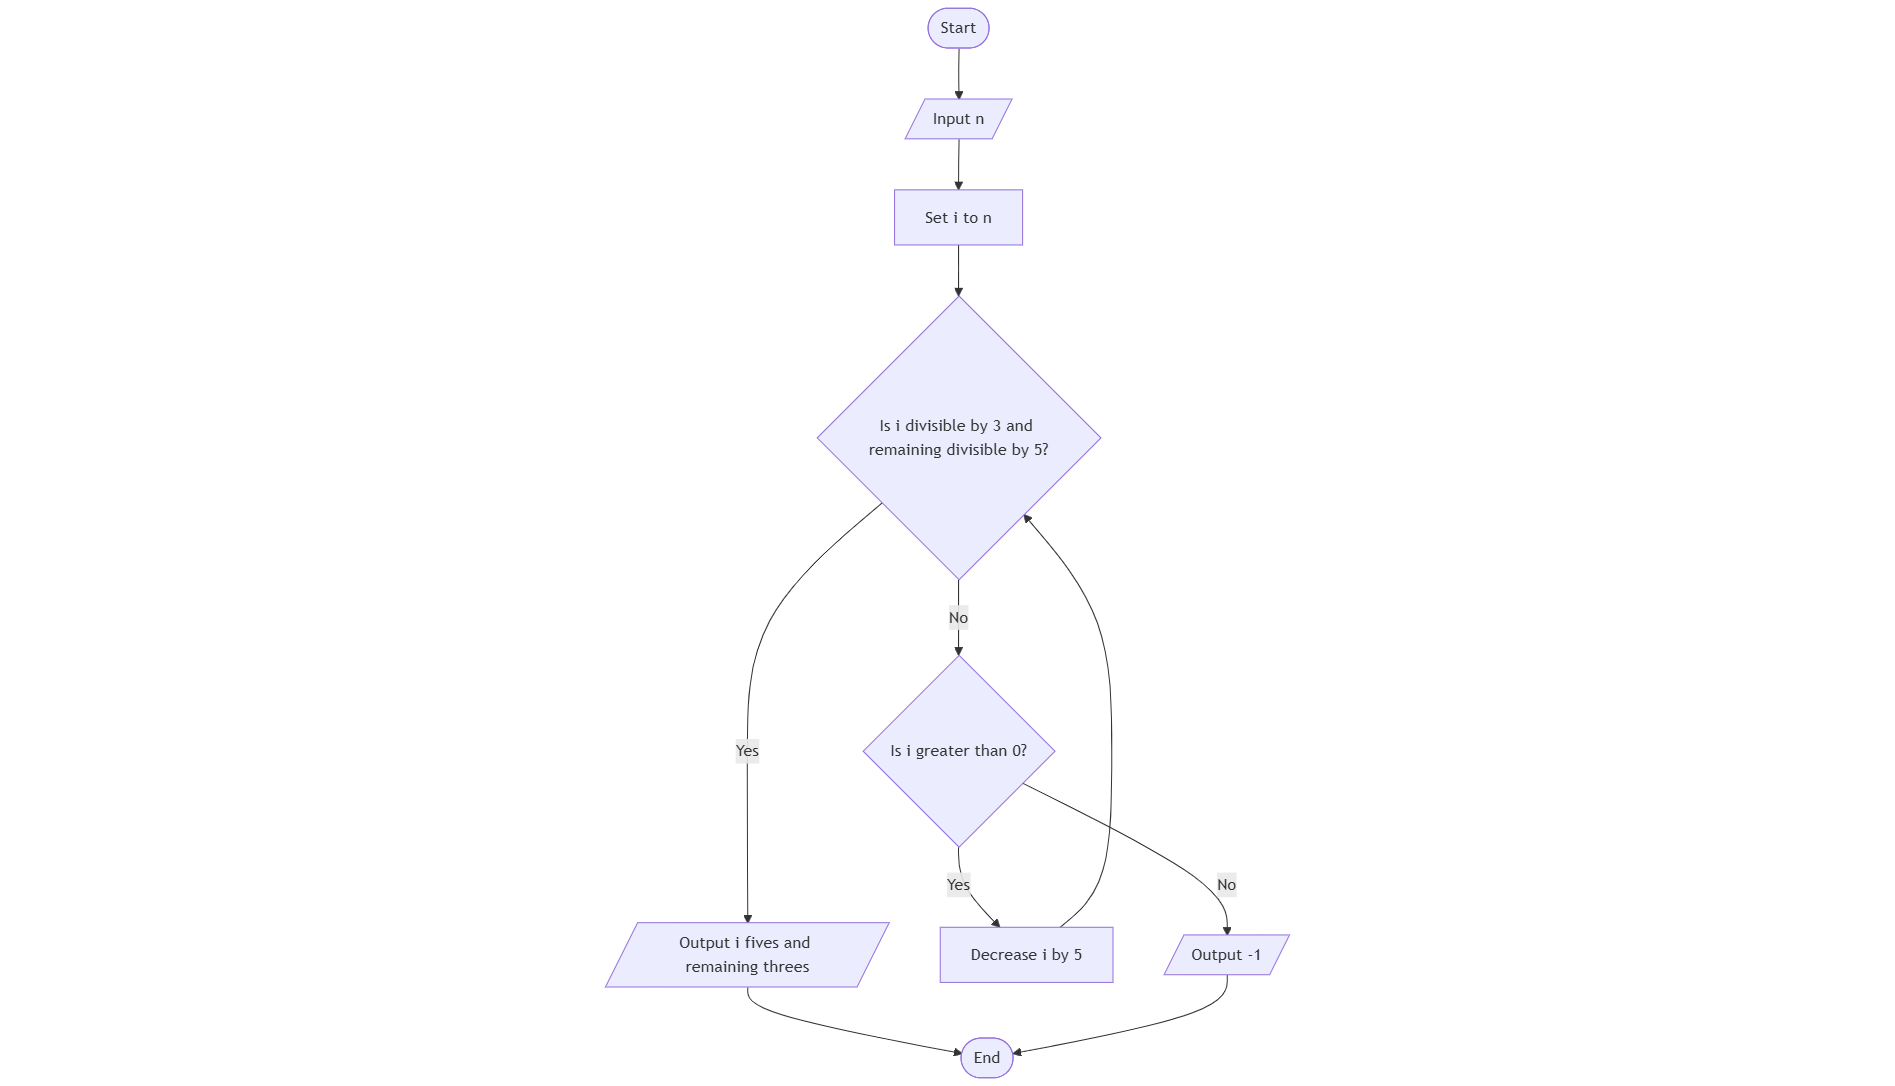 Start
Input n
Set i to n
Is i divisible by 3 and
remaining divisible by 5?
No
Is i greater than 0?
Yes
Yes
No
Output i fives and
remaining threes
Decrease i by 5
Output -1
End